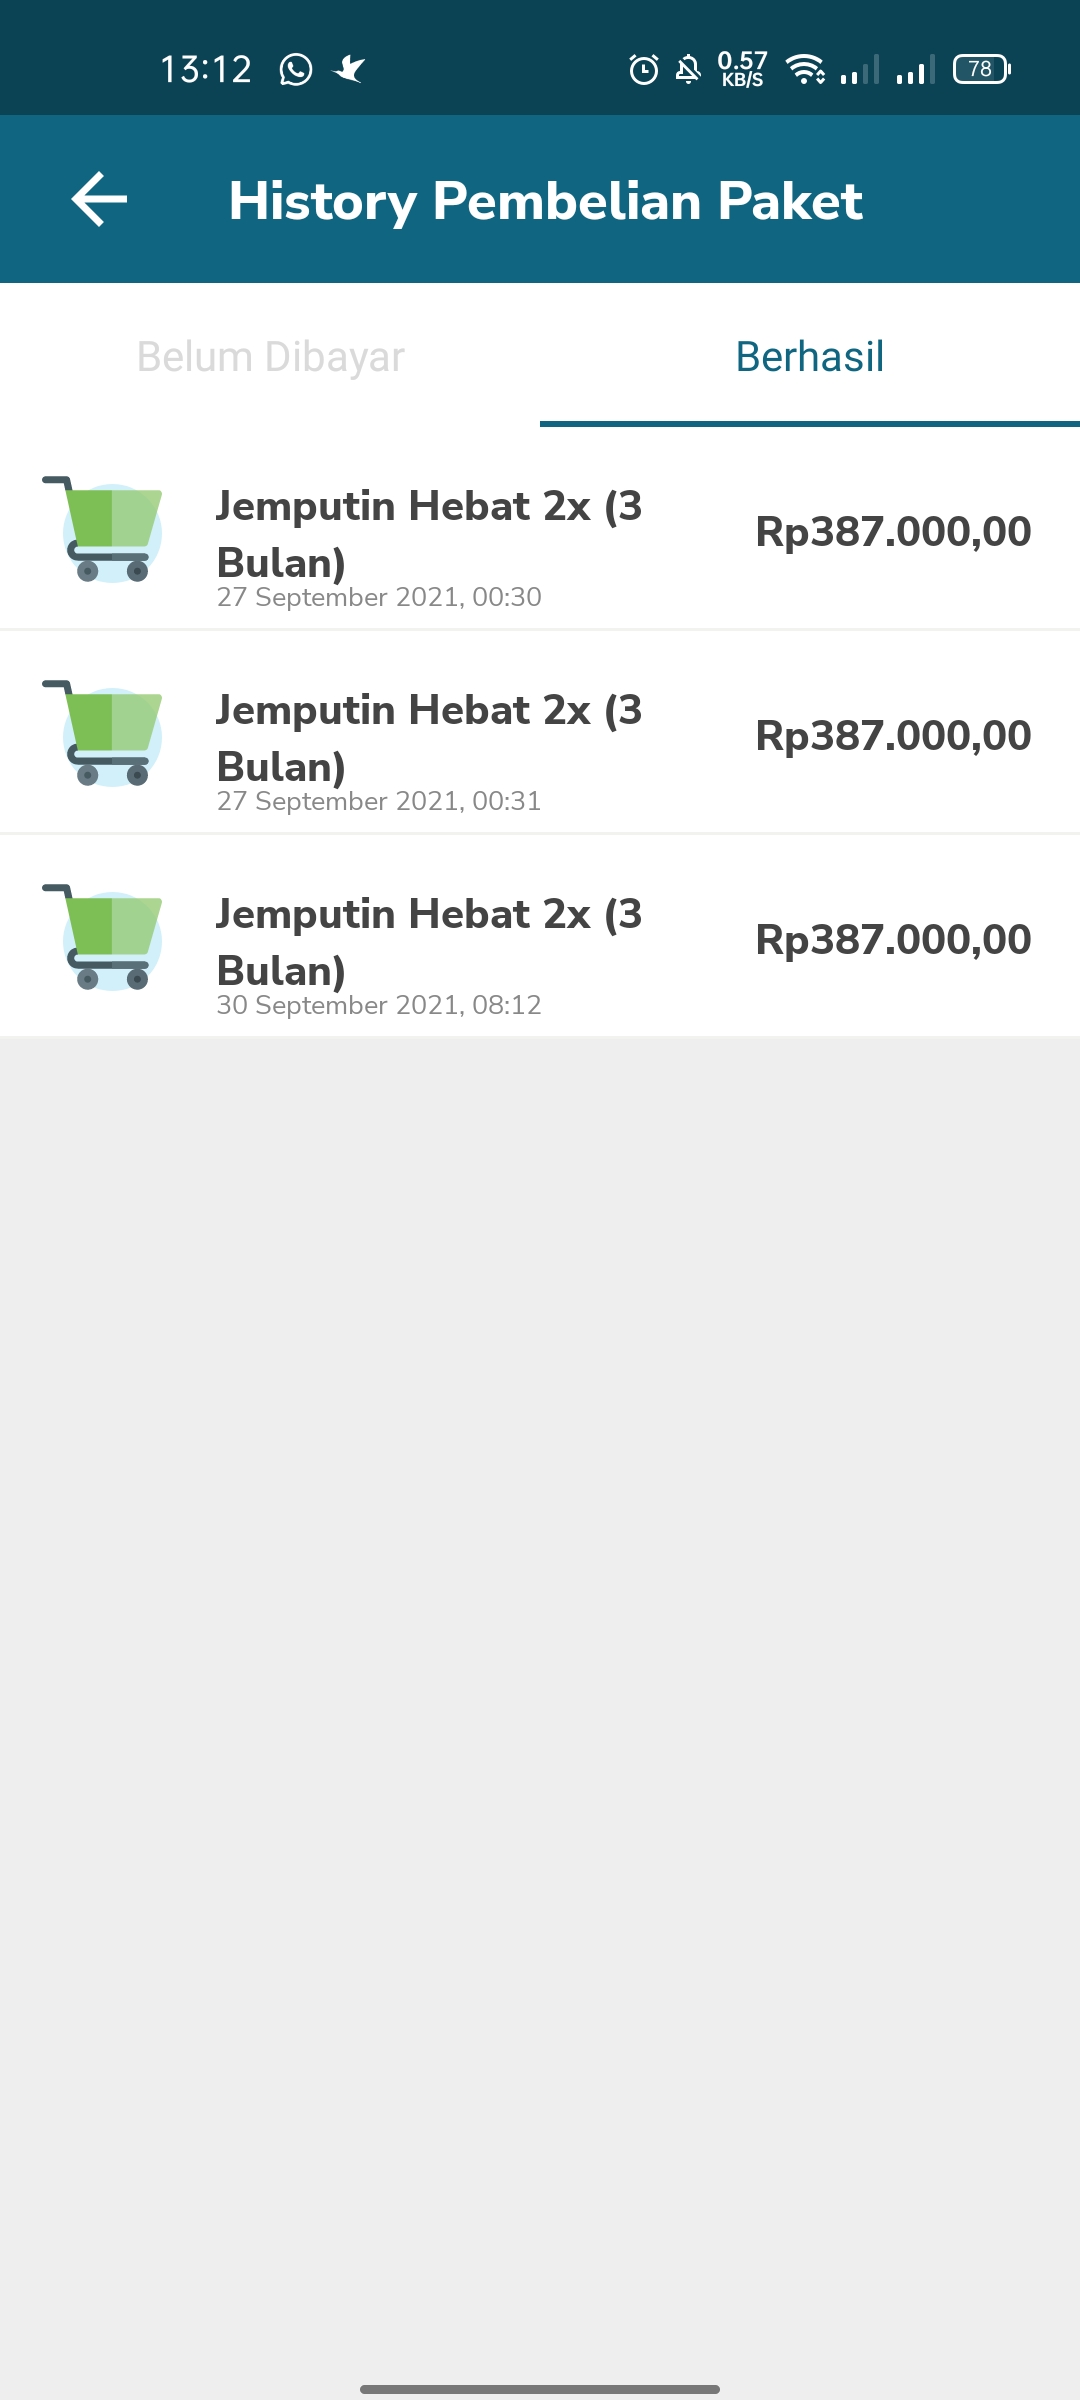 13:12
0.57
KB/S
78
History Pembelian Paket
Belum Dibayar
Berhasil
Jemputin Hebat 2x (3
Bulan)
27 September 2021, 00:30
Rp387.000,00
Jemputin Hebat 2x (3
Bulan)
27 September 2021, 00:31
Rp387.000,00
Jemputin Hebat 2x (3
Bulan)
30 September 2021, 08:12
Rp387.000,00